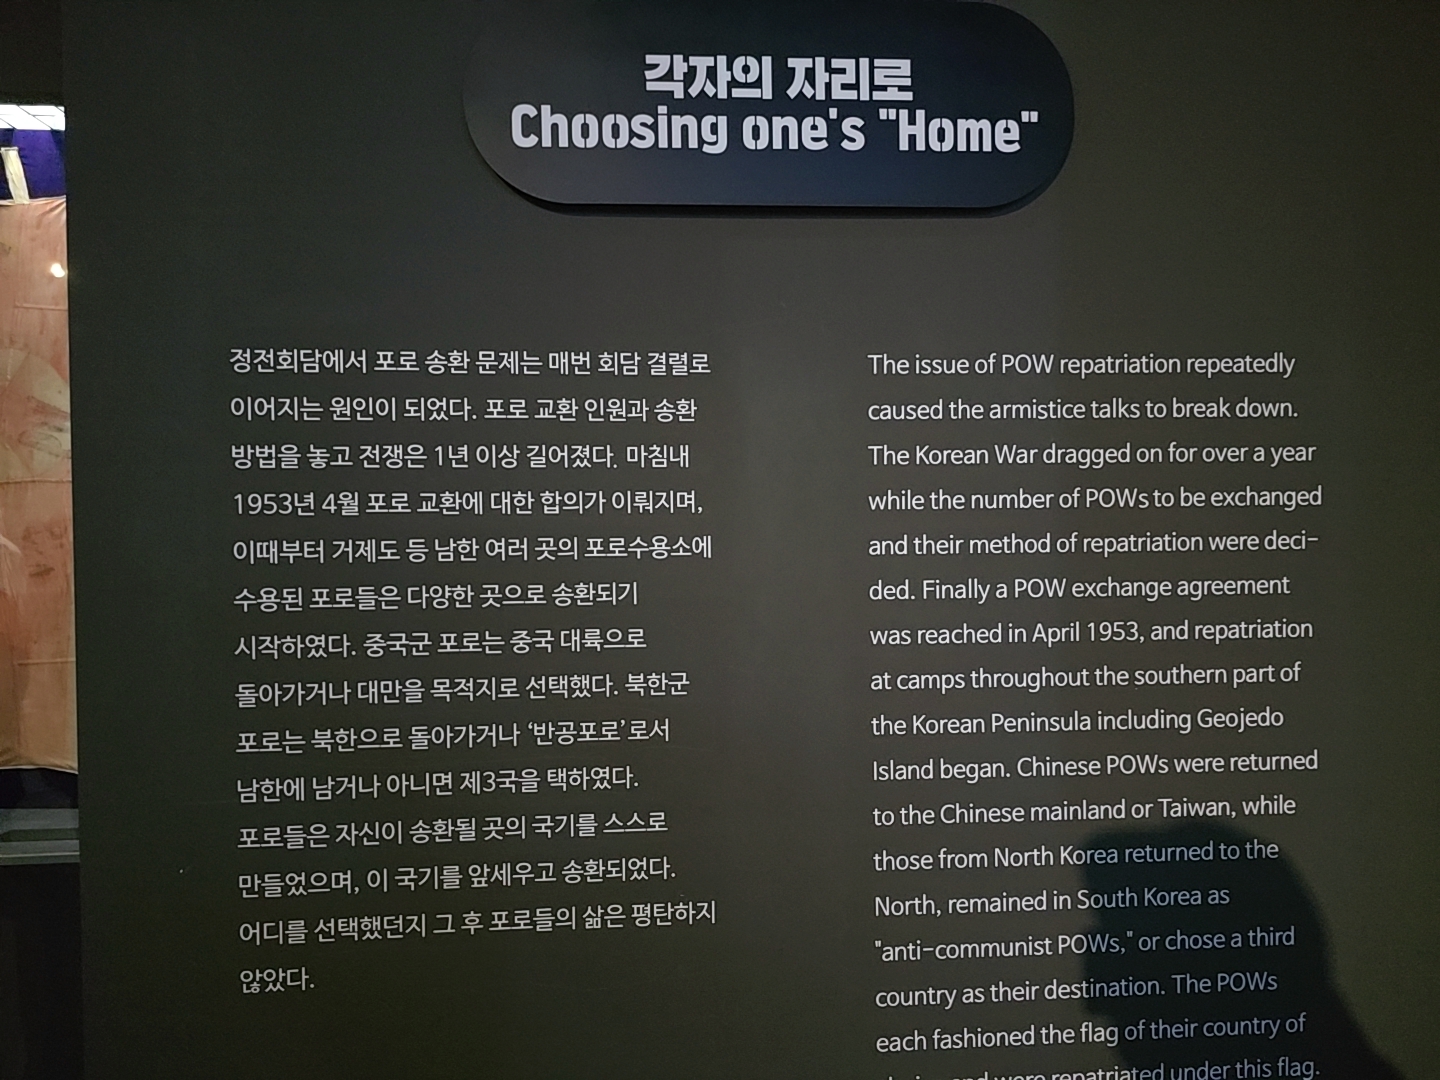 각자의 자리로
Choosing one's "Home"
정전회담에서 포로 송환 문제는 매번 회담 결렬로
이어지는 원인이 되었다. 포로 교환 인원과 송환
방법을 놓고 전쟁은 1년 이상 길어졌다. 마침내
1953년 4월 포로 교환에 대한 합의가 이뤄지며,
이때부터 거제도 등 남한 여러 곳의 포로수용소에
수용된 포로들은 다양한 곳으로 송환되기
시작하였다. 중국군 포로는 중국 대륙으로
돌아가거나 대만을 목적지로 선택했다. 북한군
포로는 북한으로 돌아가거나 ‘반공포로’로서
남한에 남거나 아니면 제3국을 택하였다.
포로들은 자신이 송환될 곳의 국기를 스스로
만들었으며, 이 국기를 앞세우고 송환되었다.
어디를 선택했던지 그 후 포로들의 삶은 평탄하지
않았다.
The issue of POW repatriation repeatedly
caused the armistice talks to break down.
The Korean War dragged on for over a year
while the number of POWs to be exchanged
and their method of repatriation were deci-
ded. Finally a POW exchange agreement
was reached in April 1953, and repatriation
at camps throughout the southern part of
the Korean Peninsula including Geojedo
Island began. Chinese POWs were returned
to the Chinese mainland or Taiwan, while
those from North Korea returned to the
North, remained in South Korea as
"anti-communist POWs," or chose a third
country as their destination. The POWs
each fashioned the flag of their country of
and were repatriated under this flag.